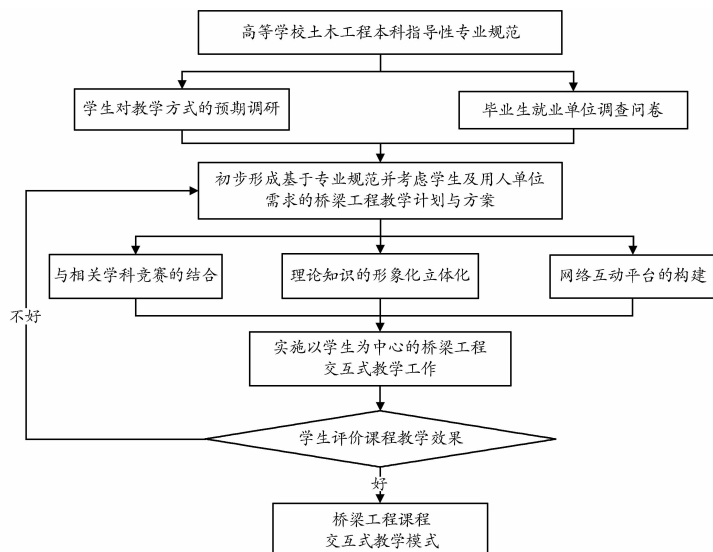 高等学校土木工程本科指导性专业规范
学生对教学方式的预期调研
毕业生就业单位调查问卷
初步形成基于专业规范并考虑学生及用人单位
需求的桥梁工程教学计划与方案
与相关学科竞赛的结合
理论知识的形象化立体化
网络互动平台的构建
不好
实施以学生为中心的桥梁工程
交互式教学工作
学生评价课程教学效果
好
桥梁工程课程
交互式教学模式